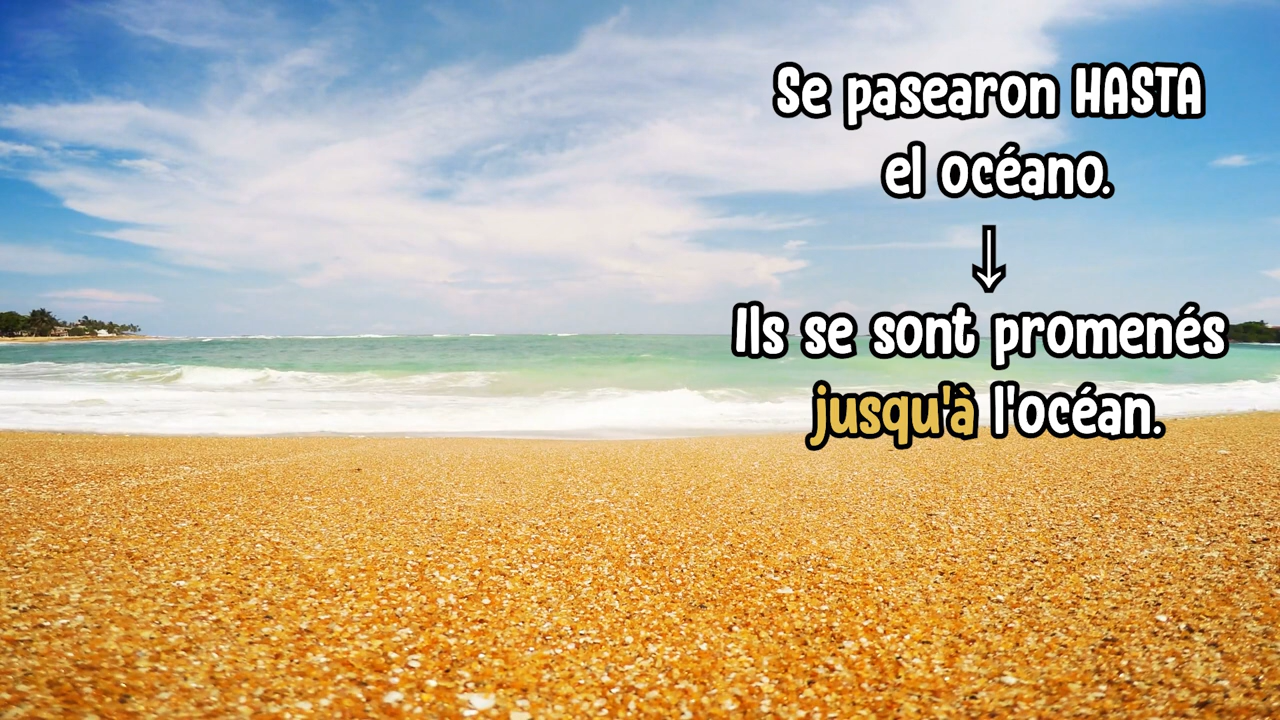 Se pasearon HASTA
el océano.
↓
Ils se sont promenés
jusqu'à l'océan.